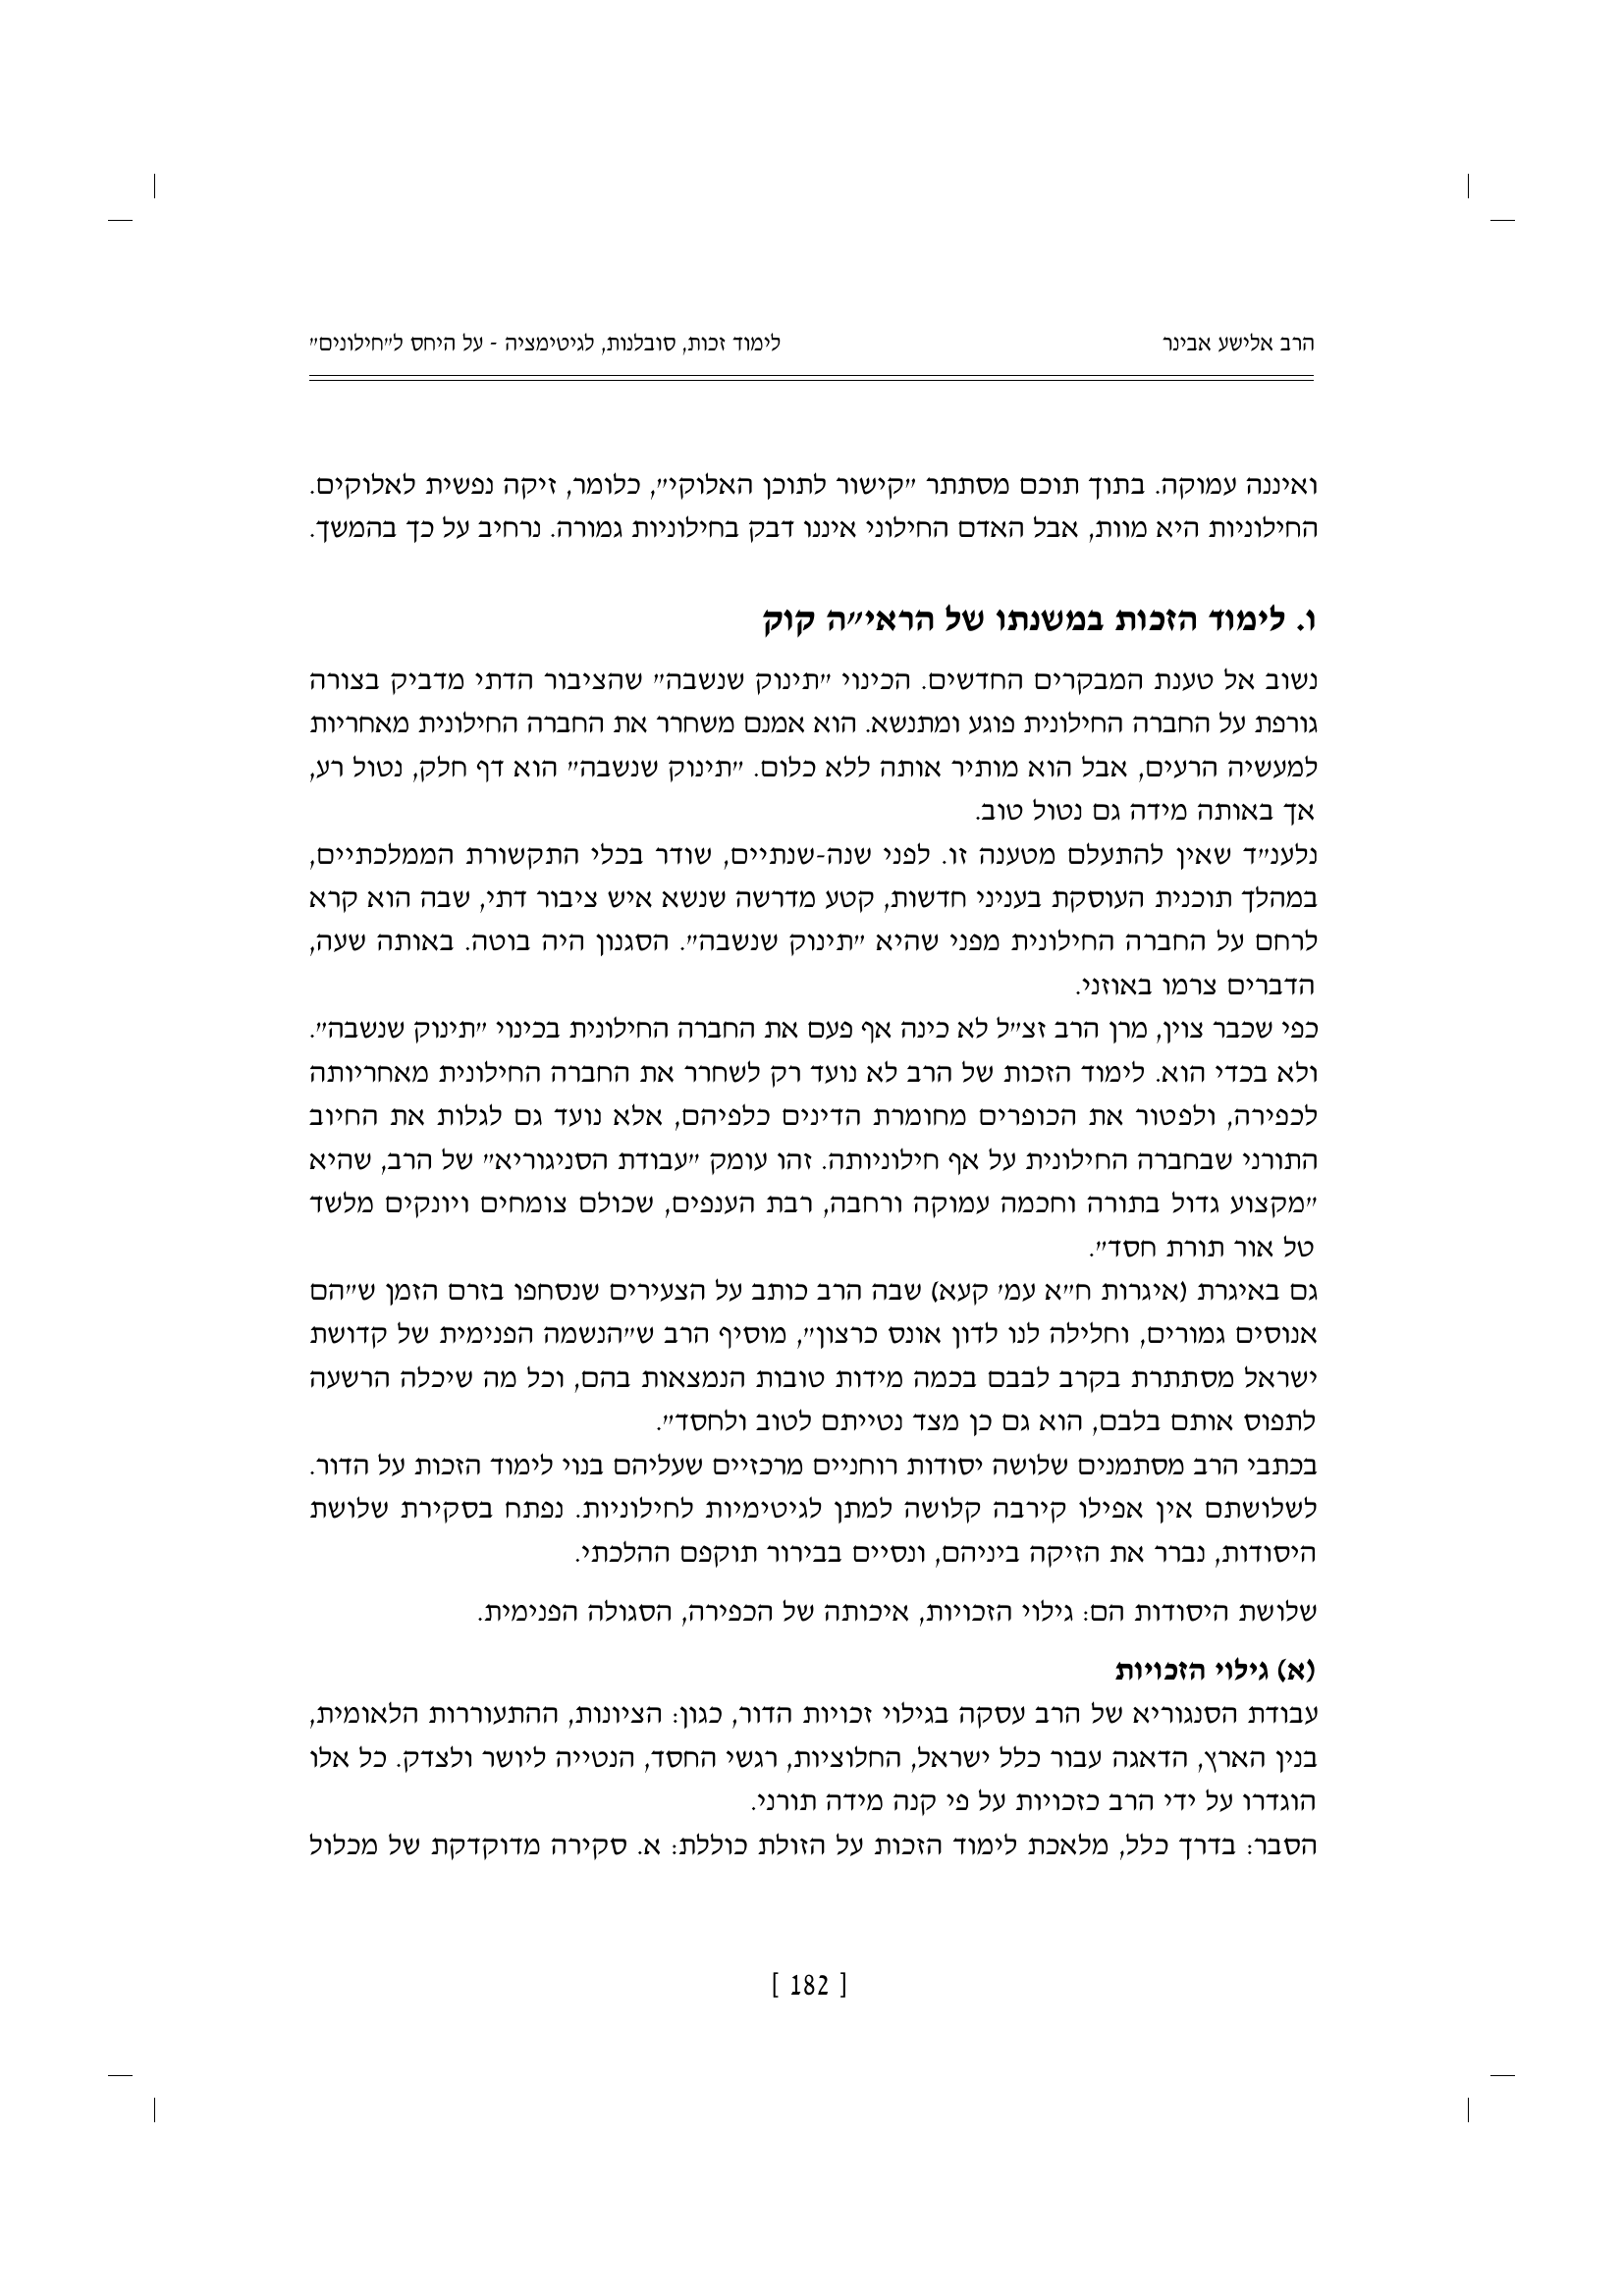 הרב אלישע אבינר
לימוד זכות, סובלנות, לגיטימציה - על היחס ל״חילונים״
ואיננה עמוקה. בתוך תוכם מסתתר ״קישור לתוכן האלוקי״, כלומר, זיקה נפשית לאלוקים.
החילוניות היא מוות, אבל האדם החילוני איננו דבק בחילוניות גמורה. נרחיב על כך בהמשך.
ו. לימוד הזכות במשנתו של הראי״ה קוק
נשוב אל טענת המבקרים החדשים. הכינוי ״תינוק שנשבה״ שהציבור הדתי מדביק בצורה
גורפת על החברה החילונית פוגע ומתנשא. הוא אמנם משחרר את החברה החילונית מאחריות
למעשיה הרעים, אבל הוא מותיר אותה ללא כלום. ״תינוק שנשבה״ הוא דף חלק, נטול רע,
אך באותה מידה גם נטול טוב.
נלענ״ד שאין להתעלם מטענה זו. לפני שנה-שנתיים, שודר בכלי התקשורת הממלכתיים,
במהלך תוכנית העוסקת בעניני חדשות, קטע מדרשה שנשא איש ציבור דתי, שבה הוא קרא
לרחם על החברה החילונית מפני שהיא ״תינוק שנשבה״. הסגנון היה בוטה. באותה שעה,
הדברים צרמו באוזני.
כפי שכבר צוין, מרן הרב זצ״ל לא כינה אף פעם את החברה החילונית בכינוי ״תינוק שנשבה״.
ולא בכדי הוא. לימוד הזכות של הרב לא נועד רק לשחרר את החברה החילונית מאחריותה
לכפירה, ולפטור את הכופרים מחומרת הדינים כלפיהם, אלא נועד גם לגלות את החיוב
התורני שבחברה החילונית על אף חילוניותה. זהו עומק ״עבודת הסניגוריא״ של הרב, שהיא
״מקצוע גדול בתורה וחכמה עמוקה ורחבה, רבת הענפים, שכולם צומחים ויונקים מלשד
טל אור תורת חסד״.
גם באיגרת (איגרות ח״א עמ׳ קעא) שבה הרב כותב על הצעירים שנסחפו בזרם הזמן ש״הם
אנוסים גמורים, וחלילה לנו לדון אונס כרצון״, מוסיף הרב ש״הנשמה הפנימית של קדושת
ישראל מסתתרת בקרב לבבם בכמה מידות טובות הנמצאות בהם, וכל מה שיכלה הרשעה
לתפוס אותם בלבם, הוא גם כן מצד נטייתם לטוב ולחסד״.
בכתבי הרב מסתמנים שלושה יסודות רוחניים מרכזיים שעליהם בנוי לימוד הזכות על הדור.
לשלושתם אין אפילו קירבה קלושה למתן לגיטימיות לחילוניות. נפתח בסקירת שלושת
היסודות, נברר את הזיקה ביניהם, ונסיים בבירור תוקפם ההלכתי.
שלושת היסודות הם: גילוי הזכויות, איכותה של הכפירה, הסגולה הפנימית.
(א) גילוי הזכויות
עבודת הסנגוריא של הרב עסקה בגילוי זכויות הדור, כגון: הציונות, ההתעוררות הלאומית,
בנין הארץ, הדאגה עבור כלל ישראל, החלוציות, רגשי החסד, הנטייה ליושר ולצדק. כל אלו
הוגדרו על ידי הרב כזכויות על פי קנה מידה תורני.
הסבר: בדרך כלל, מלאכת לימוד הזכות על הזולת כוללת: א. סקירה מדוקדקת של מכלול
[ 182 ]